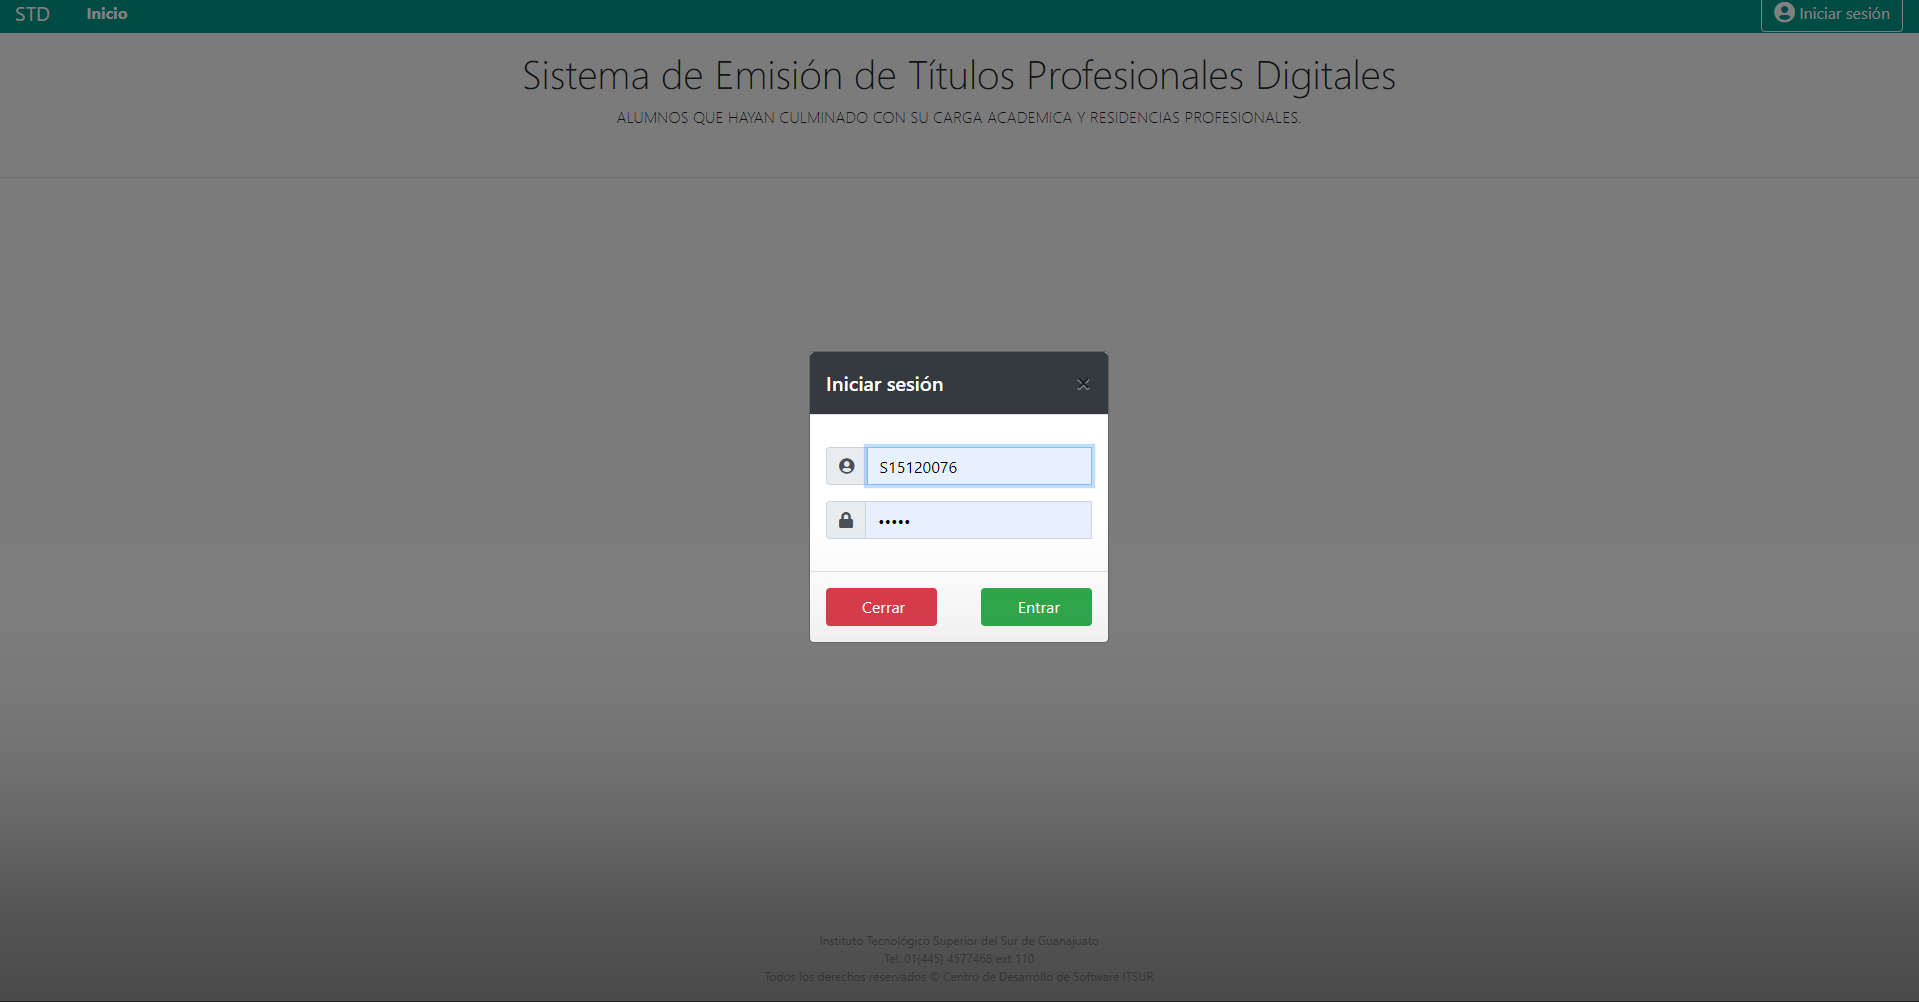 STD Inicio Iniciar sesión
Sistema de Emisión de Títulos Profesionales Digitales
ALUMNOS QUE HAYAN CULMINADO CON SU CARGA ACADEMICA Y RESIDENCIAS PROFESIONALES.
Iniciar sesión ×
S15120076
•••••
Cerrar Entrar
Instituto Tecnológico Superior del Sur de Guanajuato
Tel. 01(445) 4577468 ext 110
Todos los derechos reservados © Centro de Desarrollo de Software ITSUR